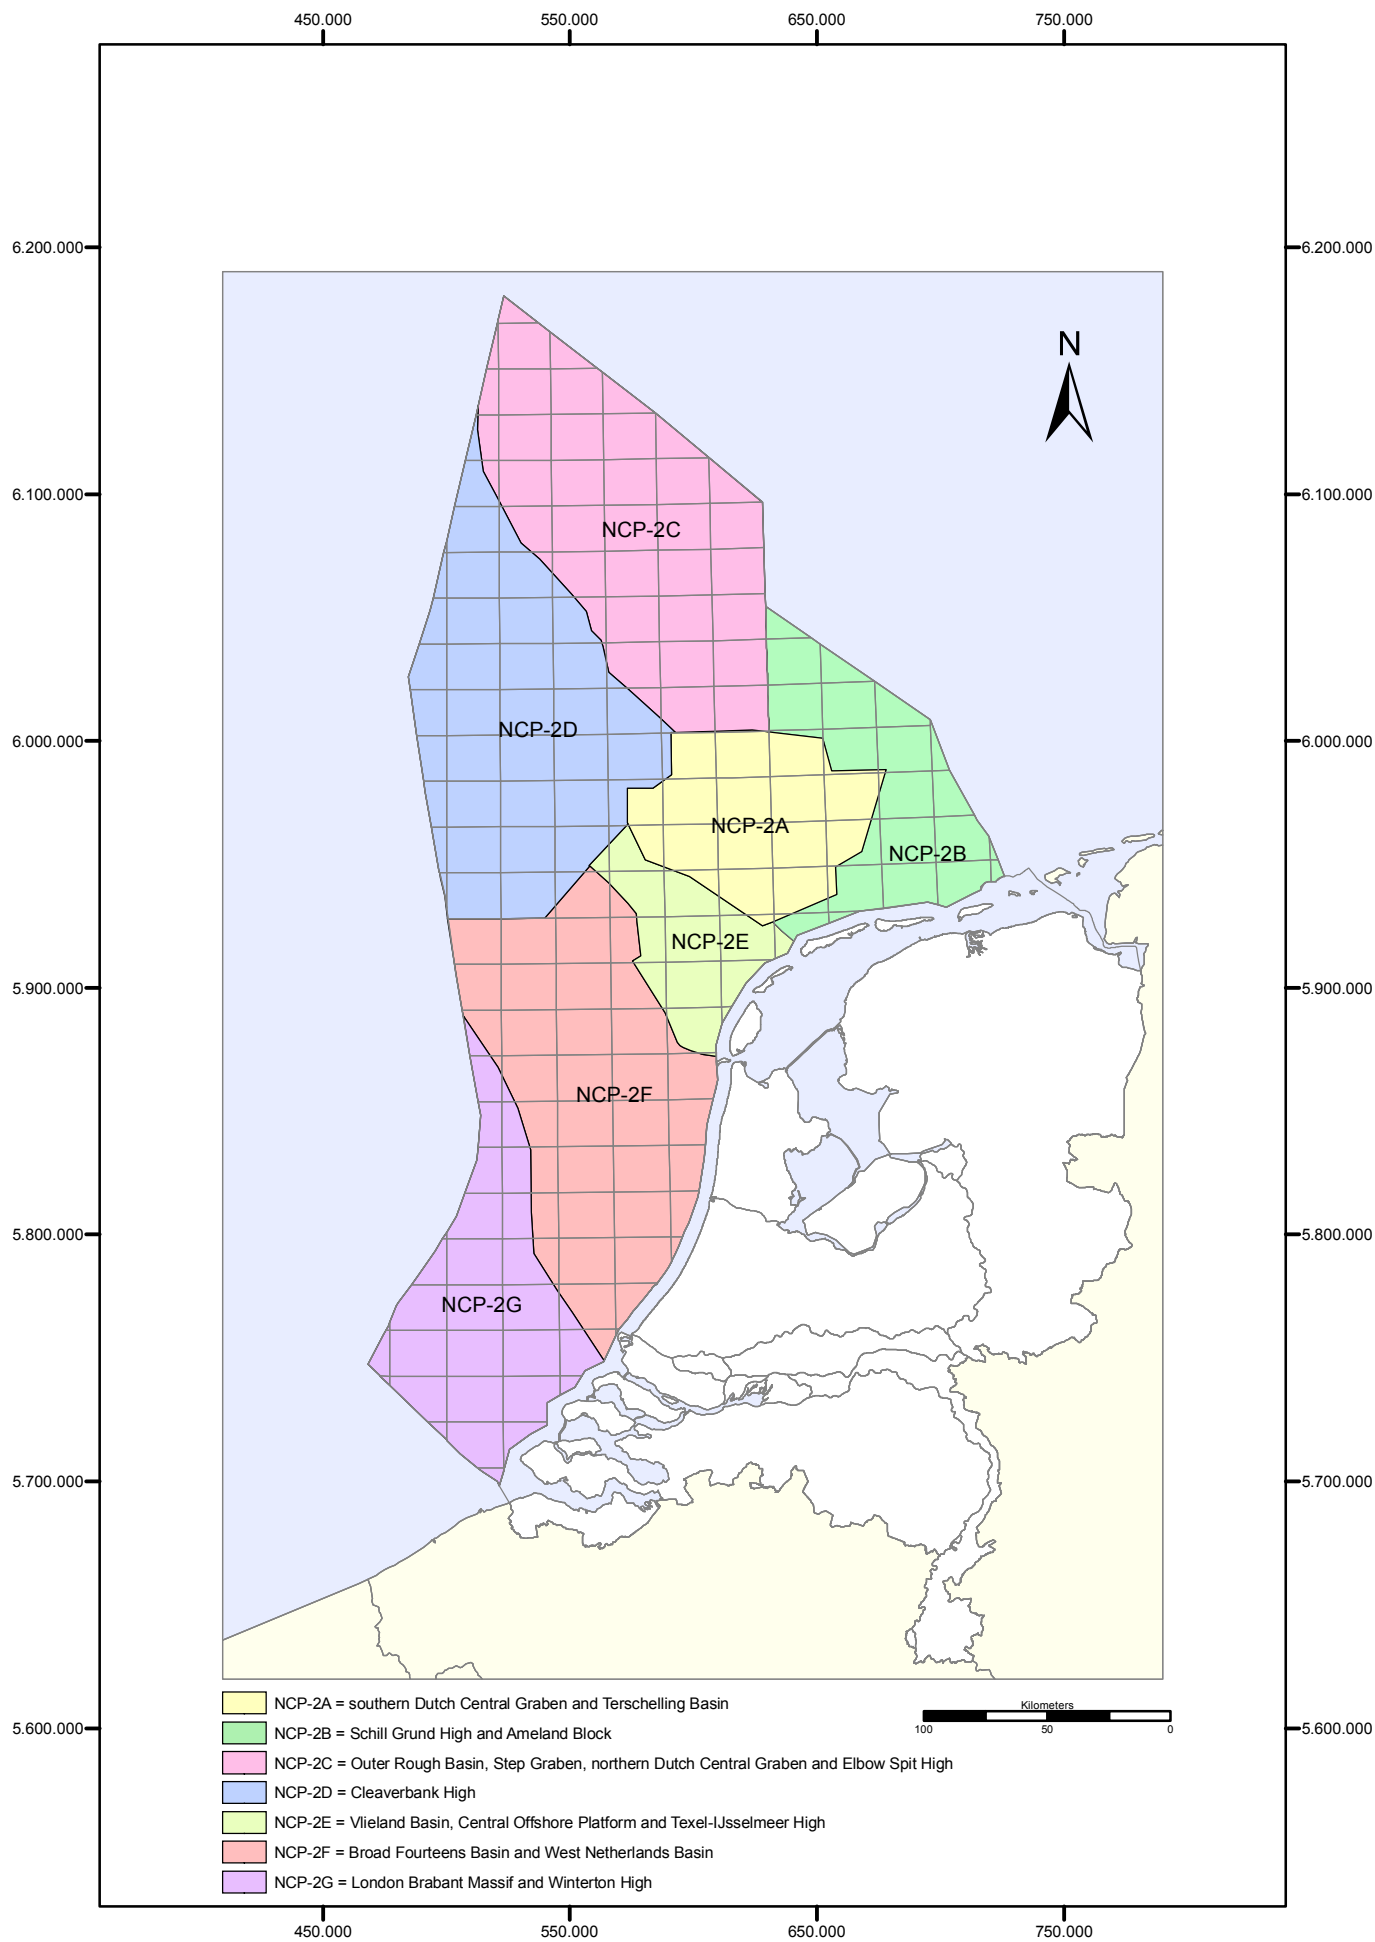 450.000 550.000 650.000 750.000
6.200.000 6.200.000
N
6.100.000 6.100.000
NCP-2C
NCP-2D
6.000.000 6.000.000
NCP-2A
NCP-2B
NCP-2E
5.900.000 5.900.000
NCP-2F
5.800.000 5.800.000
NCP-2G
5.700.000 5.700.000
NCP-2A = southern Dutch Central Graben and Terschelling Basin
Kilometers
100 50 0
5.600.000 5.600.000
NCP-2B = Schill Grund High and Ameland Block
NCP-2C = Outer Rough Basin, Step Graben, northern Dutch Central Graben and Elbow Spit High
NCP-2D = Cleaverbank High
NCP-2E = Vlieland Basin, Central Offshore Platform and Texel-IJsselmeer High
NCP-2F = Broad Fourteens Basin and West Netherlands Basin
NCP-2G = London Brabant Massif and Winterton High
450.000 550.000 650.000 750.000